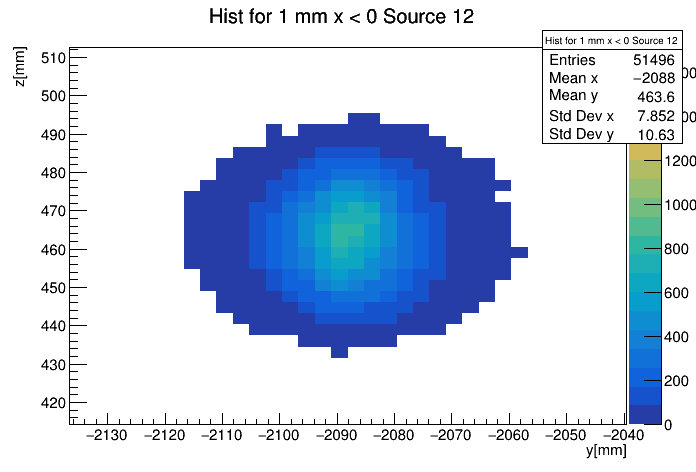 Hist for 1 mm x < 0 Source 12
z[mm]
510
500
490
480
470
460
450
440
430
420
−2130 −2120 −2110 −2100 −2090 −2080 −2070 −2060 −2050 −2040
y[mm]
Hist for 1 mm x < 0 Source 12
Entries 51496
Mean x −2088
Mean y 463.6
Std Dev x 7.852
Std Dev y 10.63
1200
1000
800
600
400
200
0